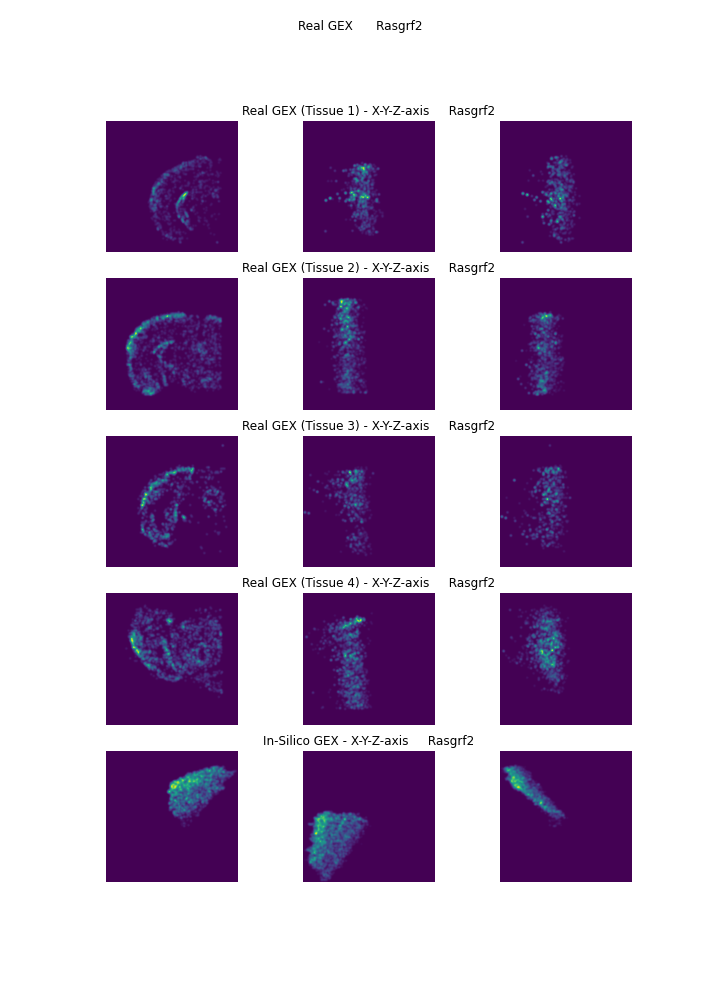 Real GEX Rasgrf2
Real GEX (Tissue 1) - X-Y-Z-axis Rasgrf2
Real GEX (Tissue 2) - X-Y-Z-axis Rasgrf2
Real GEX (Tissue 3) - X-Y-Z-axis Rasgrf2
Real GEX (Tissue 4) - X-Y-Z-axis Rasgrf2
In-Silico GEX - X-Y-Z-axis Rasgrf2